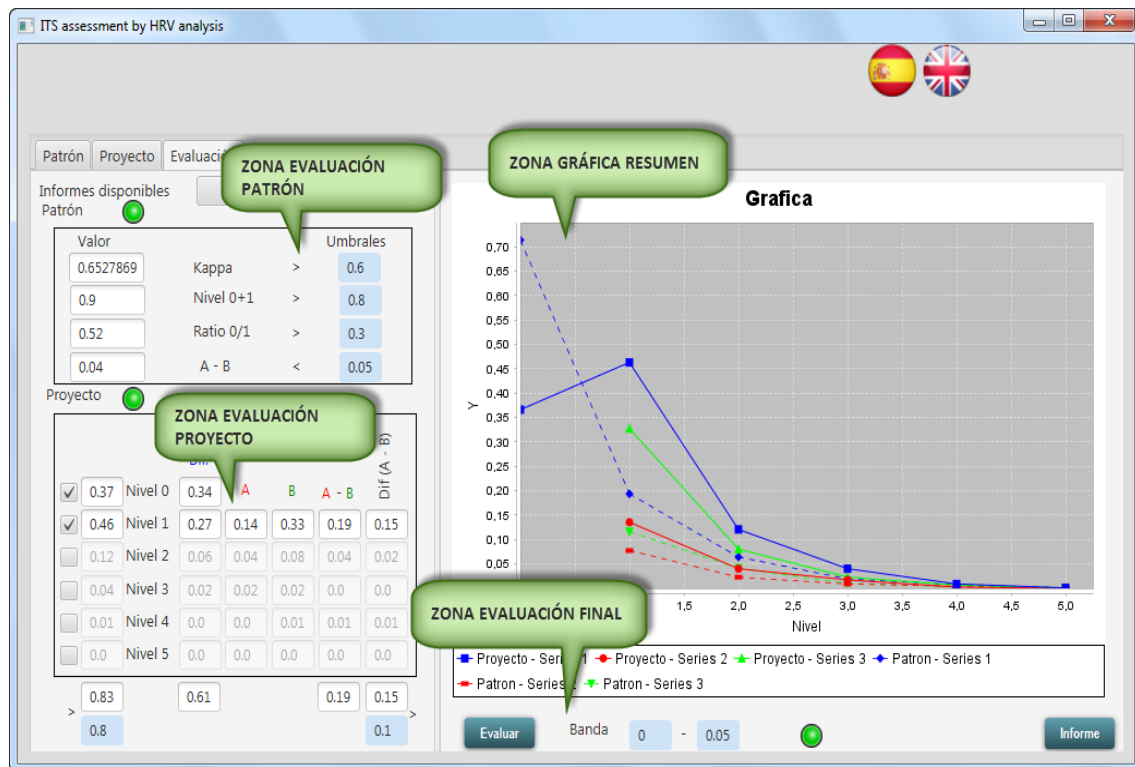 ITS assessment by HRV analysis
Patrón Proyecto Evaluació
ZONA EVALUACIÓN
PATRÓN
Informes disponibles
Patrón
Valor Umbrales
0.6527869 Kappa > 0.6
0.9 Nivel 0+1 > 0.8
0.52 Ratio 0/1 > 0.3
0.04 A - B < 0.05
Proyecto
ZONA EVALUACIÓN
PROYECTO
Dif (A - B)
0.37 Nivel 0 0.34 A B A - B
0.46 Nivel 1 0.27 0.14 0.33 0.19 0.15
0.12 Nivel 2 0.06 0.04 0.08 0.04 0.02
0.04 Nivel 3 0.02 0.02 0.02 0.0 0.0
0.01 Nivel 4 0.0 0.0 0.01 0.01 0.01
0.0 Nivel 5 0.0 0.0 0.0 0.0 0.0
> 0.83 0.61 0.19 0.15 >
0.8 0.1
ZONA GRÁFICA RESUMEN
Grafica
0,70
0,65
0,60
0,55
0,50
0,45
0,40
0,35
0,30
0,25
0,20
0,15
0,10
0,05
Y
1,5 2,0 2,5 3,0 3,5 4,0 4,5 5,0
Nivel
ZONA EVALUACIÓN FINAL
Proyecto - Series 1 Proyecto - Series 2 Proyecto - Series 3 Patron - Series 1
Patron - Series 2 Patron - Series 3
Evaluar Banda 0 - 0.05 Informe